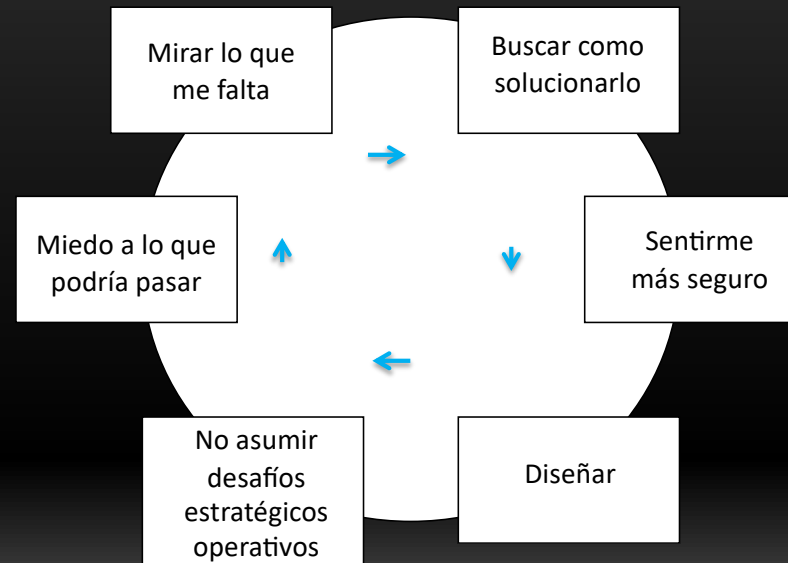 Mirar lo que
me falta
Buscar como
solucionarlo
Miedo a lo que
podría pasar
Sentirme
más seguro
No asumir
desafíos
estratégicos
operativos
Diseñar